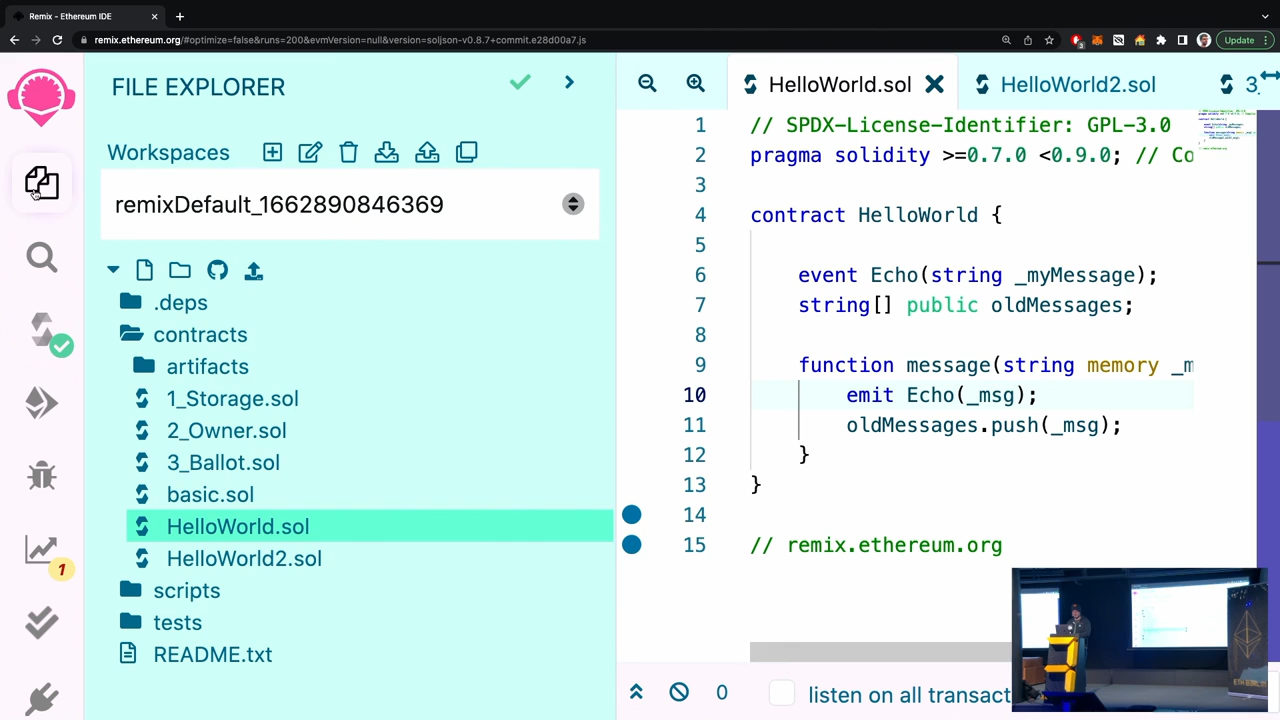 Remix - Ethereum IDE
remix.ethereum.org/#optimize=false&runs=200&evmVersion=null&version=soljson-v0.8.7+commit.e28d00a7.js
3
Update
FILE EXPLORER
Workspaces
remixDefault_1662890846369
.deps
contracts
artifacts
1_Storage.sol
2_Owner.sol
3_Ballot.sol
basic.sol
HelloWorld.sol
HelloWorld2.sol
scripts
tests
README.txt
1
HelloWorld.sol
HelloWorld2.sol
3_
1 // SPDX-License-Identifier: GPL-3.0
2 pragma solidity >=0.7.0 <0.9.0; // Co
3
4 contract HelloWorld {
5
6 event Echo(string _myMessage);
7 string[] public oldMessages;
8
9 function message(string memory _m
10 emit Echo(_msg);
11 oldMessages.push(_msg);
12 }
13 }
14
15 // remix.ethereum.org
0
listen on all transact